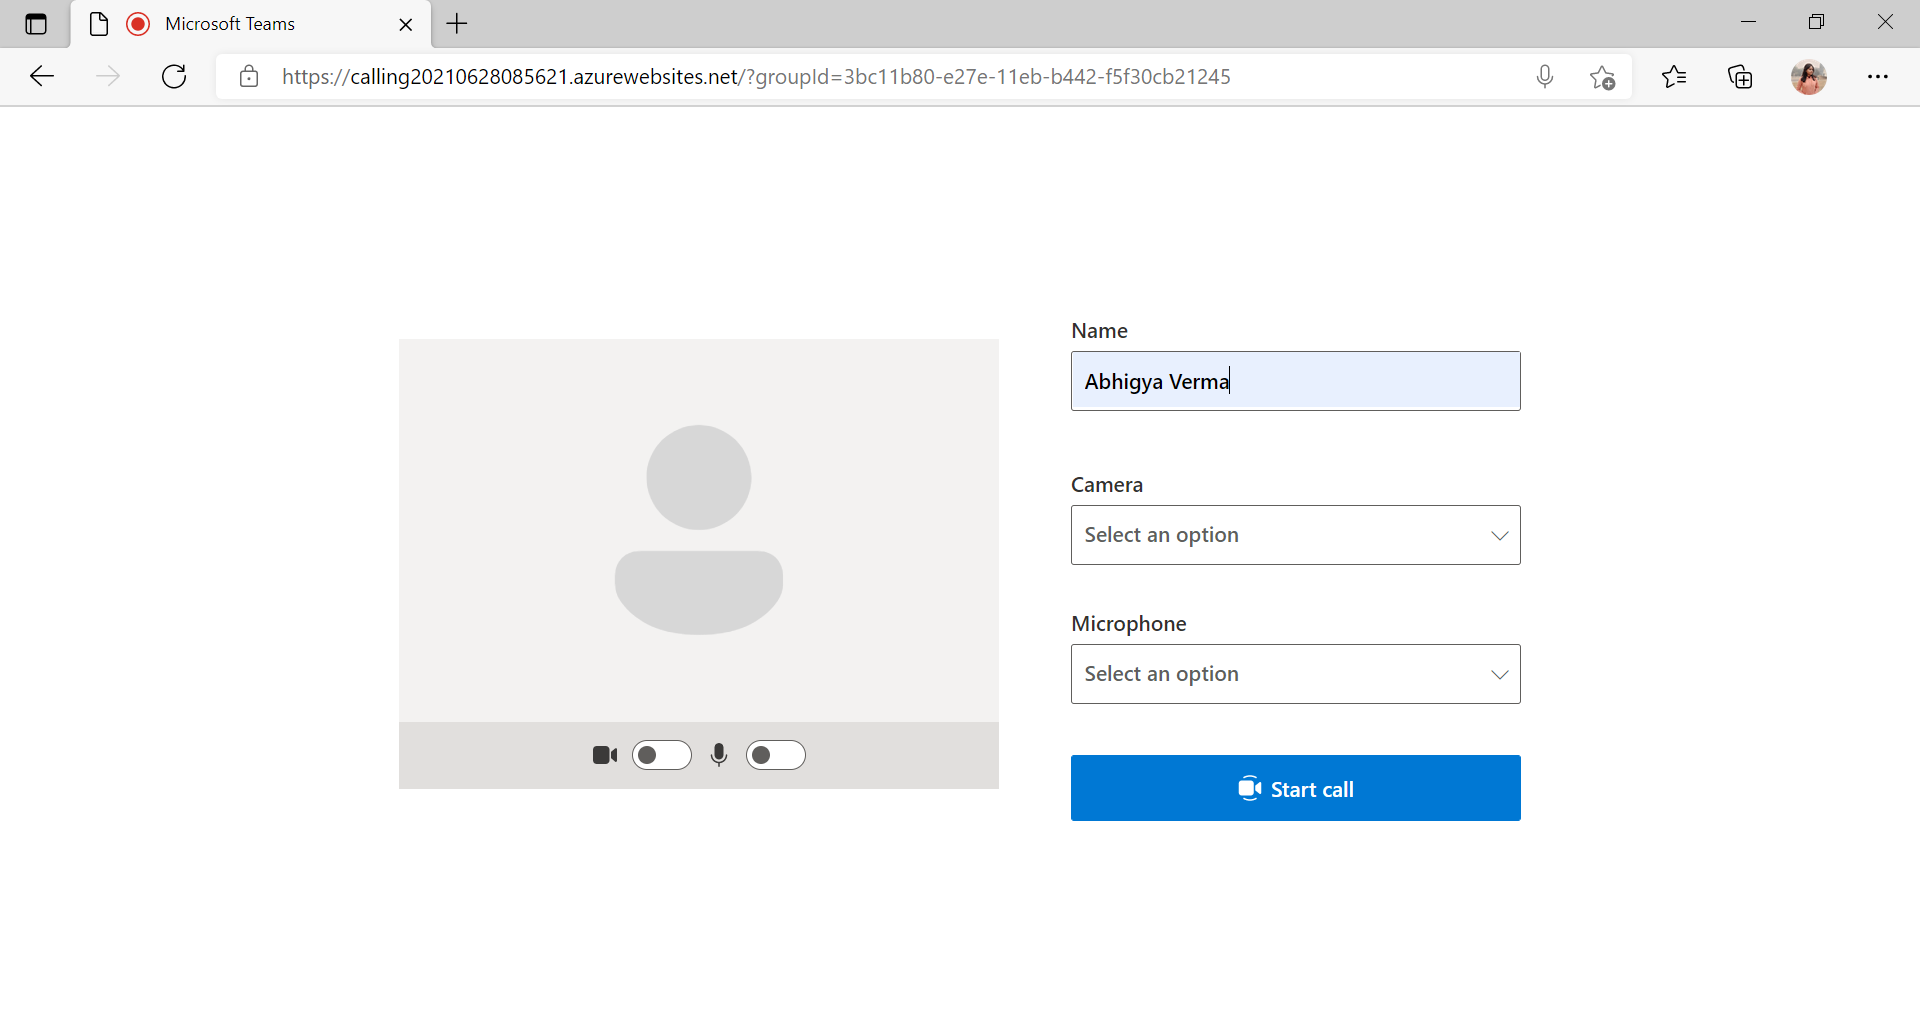 Microsoft Teams
https://calling20210628085621.azurewebsites.net/?groupId=3bc11b80-e27e-11eb-b442-f5f30cb21245
Name
Abhigya Verma
Camera
Select an option
Microphone
Select an option
Start call